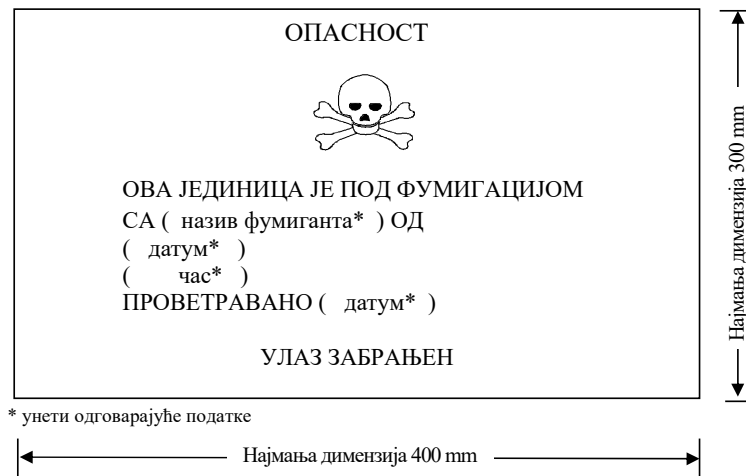 ОПАСНОСТ
ОВА ЈЕДИНИЦА ЈЕ ПОД ФУМИГАЦИЈОМ
СА ( назив фумиганта* ) ОД
( датум* )
( час* )
ПРОВЕТРАВАНО ( датум* )
УЛАЗ ЗАБРАЊЕН
Најмања димензија 300 mm
* унети одговарајуће податке
Најмања димензија 400 mm